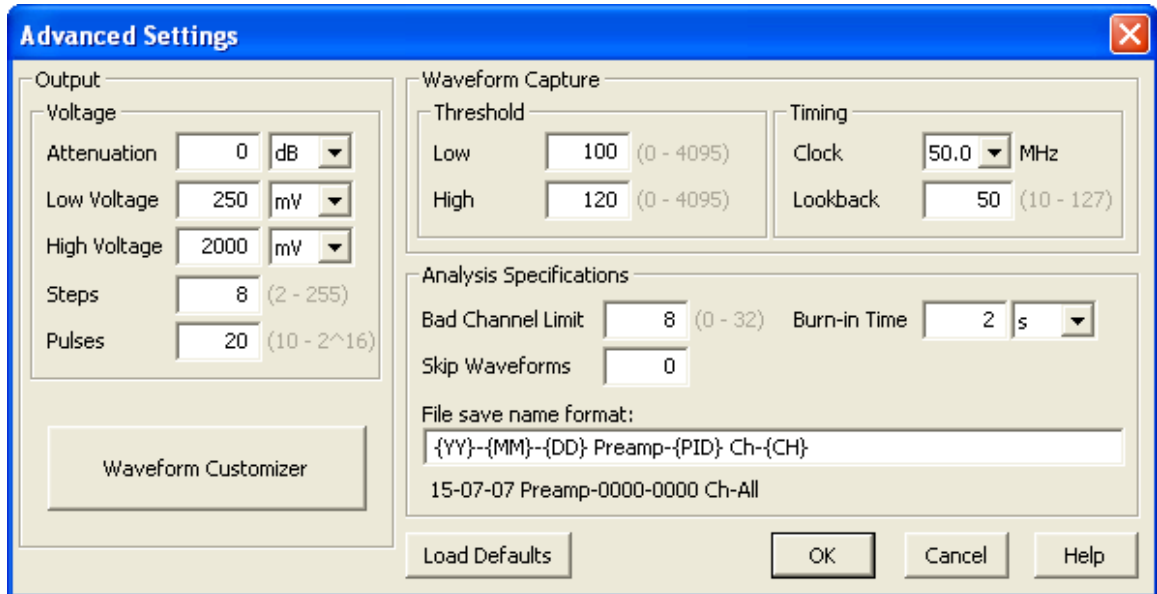 Advanced Settings
Output
Voltage
Attenuation 0 dB
Low Voltage 250 mV
High Voltage 2000 mV
Steps 8 (2 - 255)
Pulses 20 (10 - 2^16)
Waveform Customizer
Waveform Capture
Threshold
Low 100 (0 - 4095)
High 120 (0 - 4095)
Timing
Clock 50.0 MHz
Lookback 50 (10 - 127)
Analysis Specifications
Bad Channel Limit 8 (0 - 32) Burn-in Time 2 s
Skip Waveforms 0
File save name format:
{YY}-{MM}-{DD} Preamp-{PID} Ch-{CH}
15-07-07 Preamp-0000-0000 Ch-All
Load Defaults OK Cancel Help